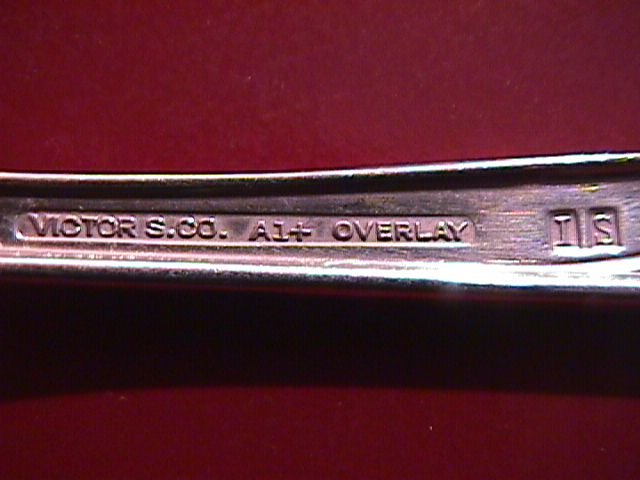 VICTOR S.CO. A1+ OVERLAY IS